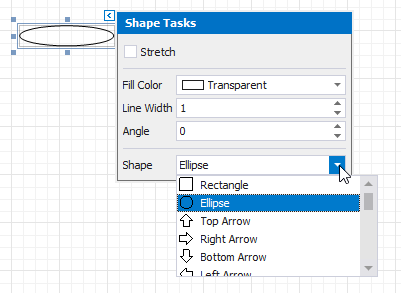 Shape Tasks
Stretch
Fill Color Transparent
Line Width 1
Angle 0
Shape Ellipse
Rectangle
Ellipse
Top Arrow
Right Arrow
Bottom Arrow
Left Arrow